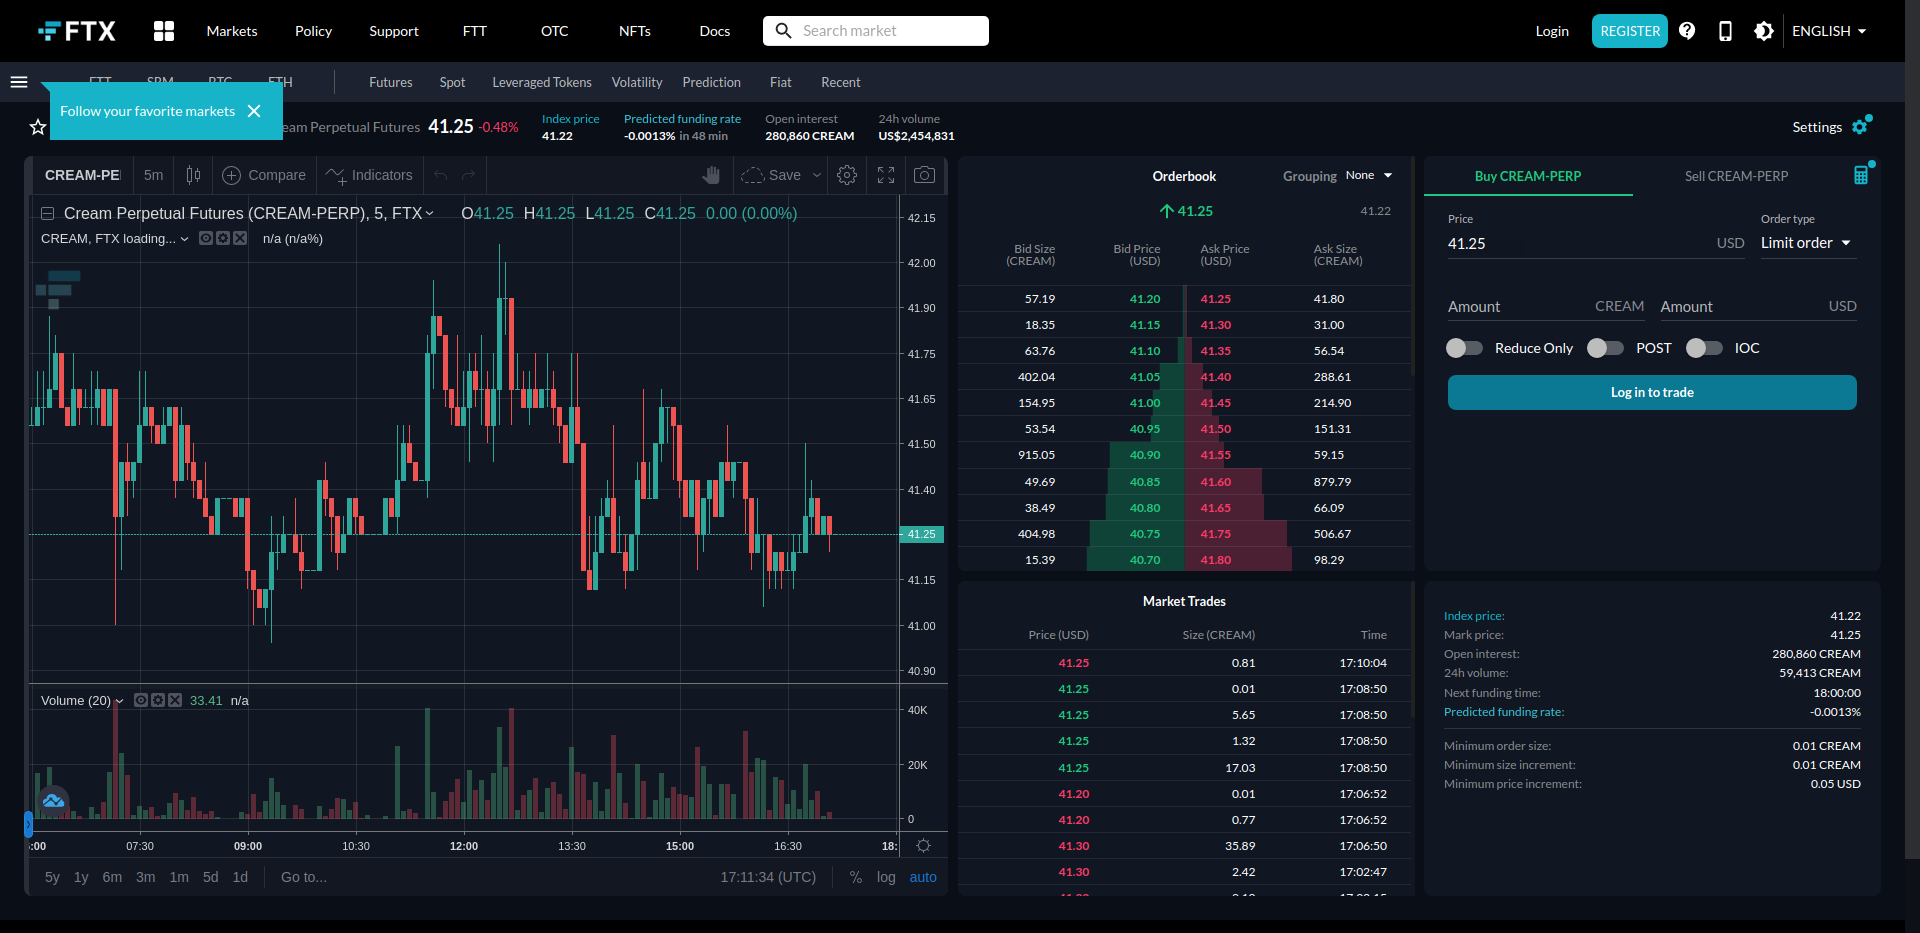 FTX
Markets Policy Support FTT OTC NFTs Docs Search market Login REGISTER ENGLISH
Futures Spot Leveraged Tokens Volatility Prediction Fiat Recent
Follow your favorite markets
Perpetual Futures 41.25 -0.48%
Index price
41.22
Predicted funding rate
-0.0013% in 48 min
Open interest
280,860 CREAM
24h volume
US$2,454,831
Settings
CREAM-PE 5m Compare Indicators Save
Cream Perpetual Futures (CREAM-PERP), 5, FTX O41.25 H41.25 L41.25 C41.25 0.00 (0.00%)
CREAM, FTX loading... n/a (n/a%)
42.15
42.00
41.90
41.75
41.65
41.50
41.40
41.25
41.15
41.00
40.90
Volume (20) 33.41 n/a
40K
20K
0
:00 07:30 09:00 10:30 12:00 13:30 15:00 16:30 18:
5y 1y 6m 3m 1m 5d 1d Go to... 17:11:34 (UTC) % log auto
Orderbook Grouping None
41.25 41.22
Bid Size (CREAM) Bid Price (USD) Ask Price (USD) Ask Size (CREAM)
57.19 41.20 41.25 41.80
18.35 41.15 41.30 31.00
63.76 41.10 41.35 56.54
402.04 41.05 41.40 288.61
154.95 41.00 41.45 214.90
53.54 40.95 41.50 151.31
915.05 40.90 41.55 59.15
49.69 40.85 41.60 879.79
38.49 40.80 41.65 66.09
404.98 40.75 41.75 506.67
15.39 40.70 41.80 98.29
Market Trades
Price (USD) Size (CREAM) Time
41.25 0.81 17:10:04
41.25 0.01 17:08:50
41.25 5.65 17:08:50
41.25 1.32 17:08:50
41.25 17.03 17:08:50
41.20 0.01 17:06:52
41.20 0.77 17:06:52
41.30 35.89 17:06:50
41.30 2.42 17:02:47
Buy CREAM-PERP Sell CREAM-PERP
Price Order type
41.25 USD Limit order
Amount CREAM Amount USD
Reduce Only POST IOC
Log in to trade
Index price: 41.22
Mark price: 41.25
Open interest: 280,860 CREAM
24h volume: 59,413 CREAM
Next funding time: 18:00:00
Predicted funding rate: -0.0013%
Minimum order size: 0.01 CREAM
Minimum size increment: 0.01 CREAM
Minimum price increment: 0.05 USD